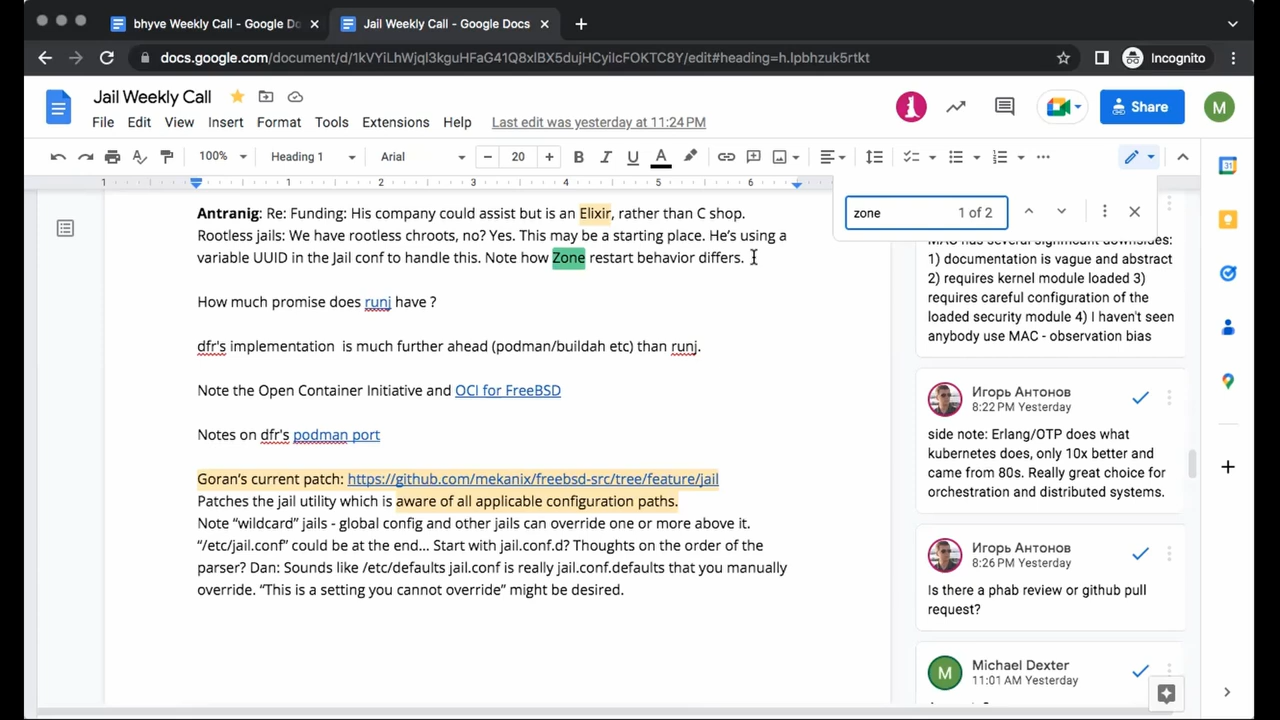 bhyve Weekly Call - Google Do
Jail Weekly Call - Google Docs
docs.google.com/document/d/1kVYiLhWjql3kguHFaG41Q8xlBX5dujHCyiIcFOKTC8Y/edit#heading=h.lpbhzuk5rtkt
Incognito
Jail Weekly Call
File Edit View Insert Format Tools Extensions Help Last edit was yesterday at 11:24 PM
Share
M
100% Heading 1 Arial 20
B I U A
1 1 2 3 4 5 6
zone 1 of 2
31
Antranig: Re: Funding: His company could assist but is an Elixir, rather than C shop.
Rootless jails: We have rootless chroots, no? Yes. This may be a starting place. He's using a
variable UUID in the Jail conf to handle this. Note how Zone restart behavior differs.
How much promise does runj have ?
dfr's implementation is much further ahead (podman/buildah etc) than runj.
Note the Open Container Initiative and OCI for FreeBSD
Notes on dfr's podman port
Goran's current patch: https://github.com/mekanix/freebsd-src/tree/feature/jail
Patches the jail utility which is aware of all applicable configuration paths.
Note “wildcard” jails - global config and other jails can override one or more above it.
“/etc/jail.conf” could be at the end... Start with jail.conf.d? Thoughts on the order of the
parser? Dan: Sounds like /etc/defaults jail.conf is really jail.conf.defaults that you manually
override. “This is a setting you cannot override” might be desired.
MAC has several significant downsides:
1) documentation is vague and abstract
2) requires kernel module loaded 3)
requires careful configuration of the
loaded security module 4) I haven't seen
anybody use MAC - observation bias
Игорь Антонов
8:22 PM Yesterday
side note: Erlang/OTP does what
kubernetes does, only 10x better and
came from 80s. Really great choice for
orchestration and distributed systems.
Игорь Антонов
8:26 PM Yesterday
Is there a phab review or github pull
request?
M
Michael Dexter
11:01 AM Yesterday